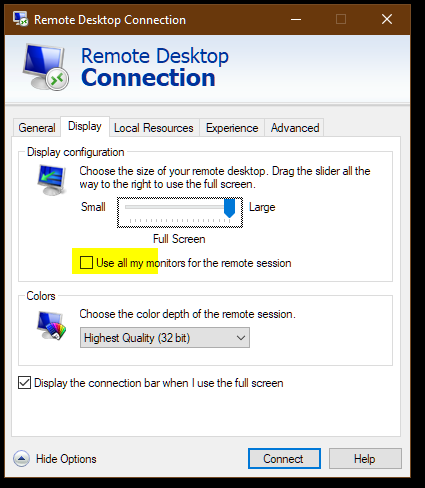 Remote Desktop Connection
Remote Desktop
Connection
General Display Local Resources Experience Advanced
Display configuration
Choose the size of your remote desktop. Drag the slider all the
way to the right to use the full screen.
Small Large
Full Screen
Use all my monitors for the remote session
Colors
Choose the color depth of the remote session.
Highest Quality (32 bit)
Display the connection bar when I use the full screen
Hide Options Connect Help